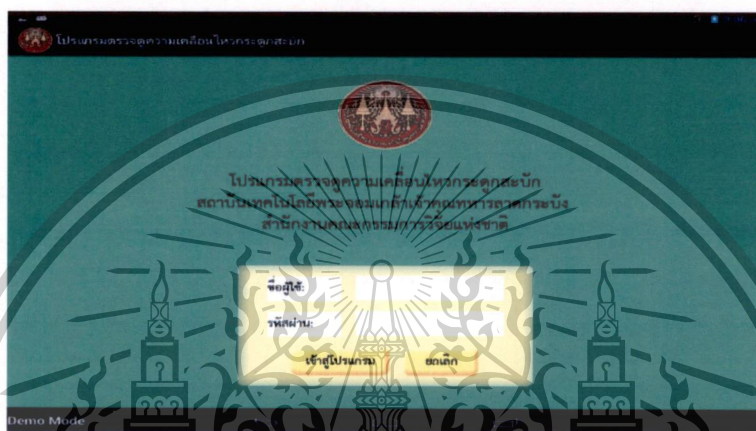 โปรแกรมตรวจดูความเคลื่อนไหวกระดูกสะบัก
โปรแกรมตรวจดูความเคลื่อนไหวกระดูกสะบัก
สถาบันเทคโนโลยีพระจอมเกล้าเจ้าคุณทหารลาดกระบัง
สำนักงานคณะกรรมการวิจัยแห่งชาติ
ชื่อผู้ใช้:
รหัสผ่าน:
เข้าสู่โปรแกรม ยกเลิก
Demo Mode